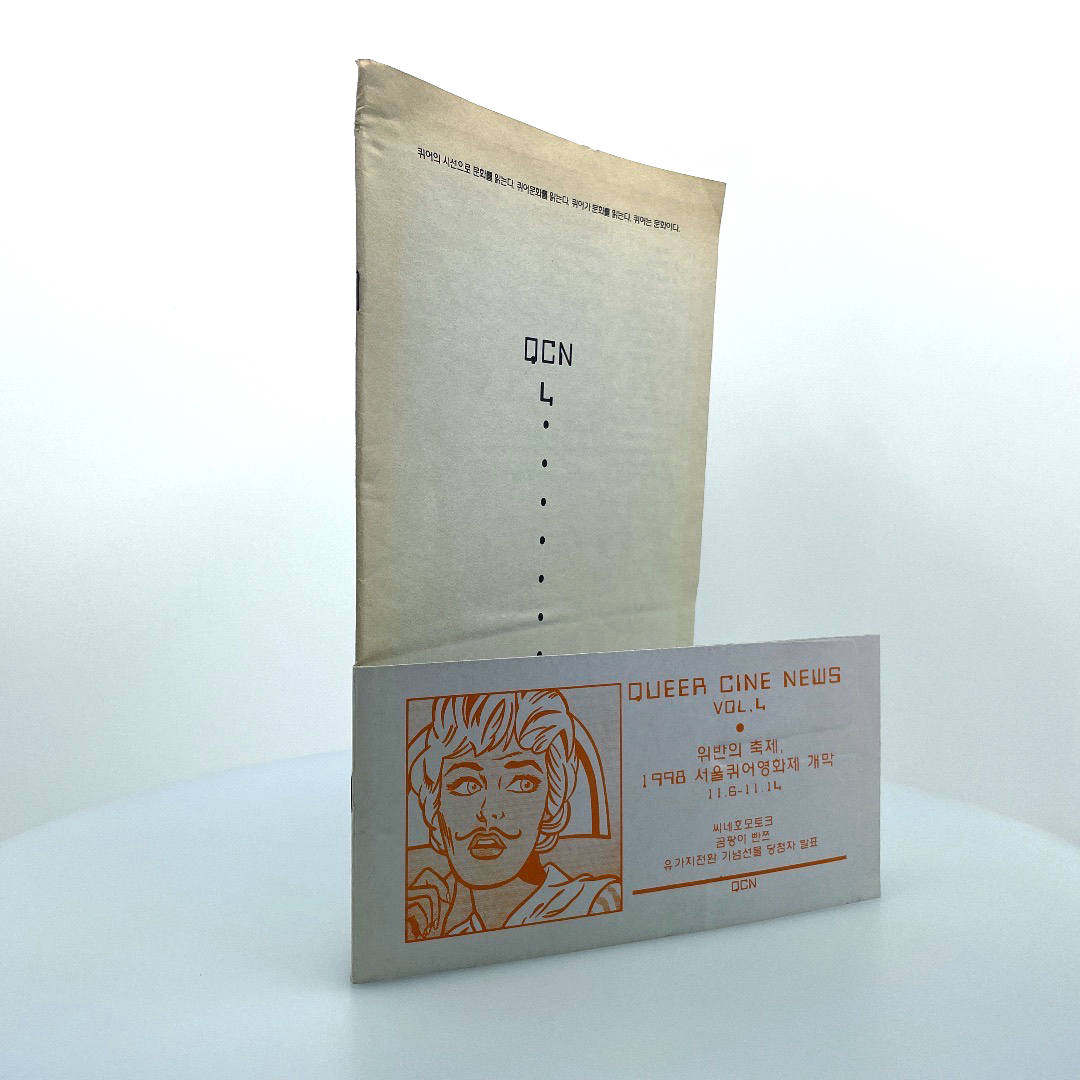 퀴어의 시선으로 문화를 읽는다. 퀴어문화를 읽는다. 퀴어가 문화를 읽는다. 퀴어는 문화이다.
QCN
4
QUEER CINE NEWS
VOL.4
위반의 축제,
1998 서울퀴어영화제 개막
11.6-11.14
씨네호모토크
곰팡이 빤쯔
유가지전환 기념선물 당첨자 발표
QCN